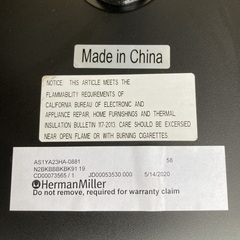 Made in China
NOTICE: THIS ARTICLE MEETS THE
FLAMMABILITY REQUIREMENTS OF
CALIFORNIA BUREAU OF ELECTRONIC AND
APPLIANCE REPAIR, HOME FURNISHINGS AND THERMAL
INSULATION BULLETIN 117-2013. CARE SHOULD BE EXCERSED
NEAR OPEN FLAME OR WITH BURNING CIGARETTES.
AS1YA23HA-0881 58
N2BKBBBKBK91 19
CD00073565 / 1 JD00053530 000 5/14/2020
HermanMiller
Do not remove, required for warranty claim